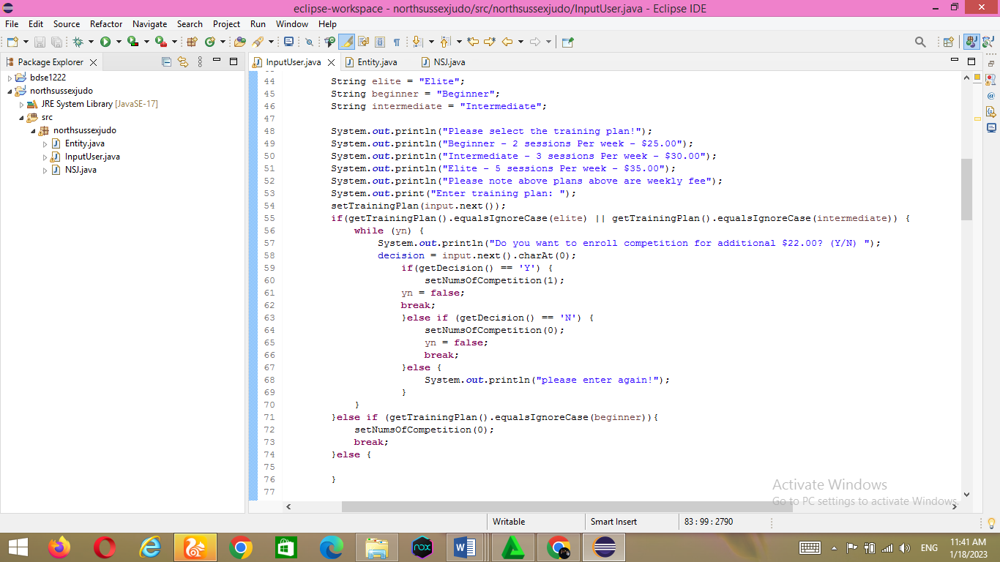 eclipse-workspace - northsussexjudo/src/northsussexjudo/InputUser.java - Eclipse IDE
File Edit Source Refactor Navigate Search Project Run Window Help
Package Explorer
bdse1222
northsussexjudo
JRE System Library [JavaSE-17]
src
northsussexjudo
Entity.java
InputUser.java
NSJ.java
InputUser.java Entity.java NSJ.java
44 String elite = "Elite";
45 String beginner = "Beginner";
46 String intermediate = "Intermediate";
47
48 System.out.println("Please select the training plan!");
49 System.out.println("Beginner - 2 sessions Per week - $25.00");
50 System.out.println("Intermediate - 3 sessions Per week - $30.00");
51 System.out.println("Elite - 5 sessions Per week - $35.00");
52 System.out.println("Please note above plans above are weekly fee");
53 System.out.print("Enter training plan: ");
54 setTrainingPlan(input.next());
55 if(getTrainingPlan().equalsIgnoreCase(elite) || getTrainingPlan().equalsIgnoreCase(intermediate)) {
56 while (yn) {
57 System.out.println("Do you want to enroll competition for additional $22.00? (Y/N) ");
58 decision = input.next().charAt(0);
59 if(getDecision() == 'Y') {
60 setNumsOfCompetition(1);
61 yn = false;
62 break;
63 }else if (getDecision() == 'N') {
64 setNumsOfCompetition(0);
65 yn = false;
66 break;
67 }else {
68 System.out.println("please enter again!");
69 }
70 }
71 }else if (getTrainingPlan().equalsIgnoreCase(beginner)){
72 setNumsOfCompetition(0);
73 break;
74 }else {
75
76 }
77
Activate Windows
Go to PC settings to activate Windows.
Writable Smart Insert 83 : 99 : 2790
nox
ENG
11:41 AM
1/18/2023